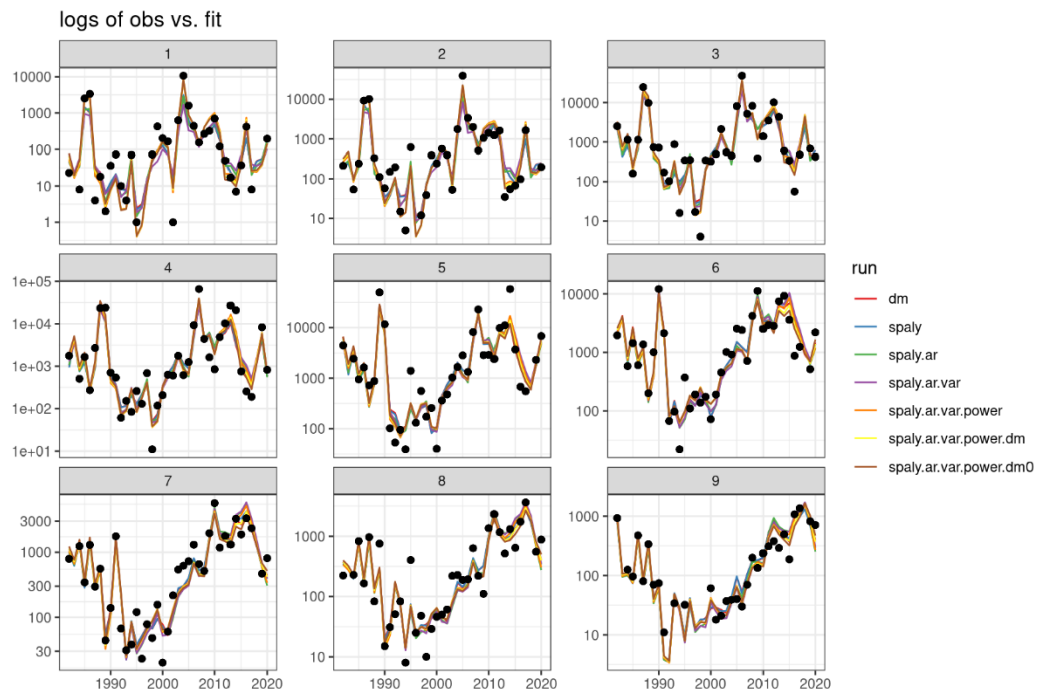 logs of obs vs. fit
1 2 3
10000 1000 100 10 1
10000 1000 100 10
10000 1000 100 10
4 5 6
1e+05 1e+04 1e+03 1e+02 1e+01
10000 1000 100
10000 1000 100
7 8 9
3000 1000 300 100 30
1000 100 10
1000 100 10
1990 2000 2010 2020 1990 2000 2010 2020 1990 2000 2010 2020
run
dm
spaly
spaly.ar
spaly.ar.var
spaly.ar.var.power
spaly.ar.var.power.dm
spaly.ar.var.power.dm0